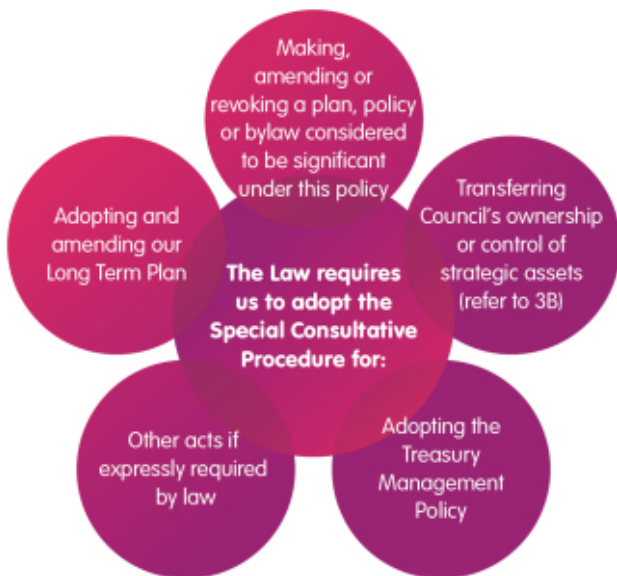 Making,
amending or
revoking a plan, policy
or bylaw considered
to be significant
under this policy
Adopting and
amending our
Long Term Plan
Transferring
Council's ownership
or control of
strategic assets
(refer to 3B)
The Law requires
us to adopt the
Special Consultative
Procedure for:
Other acts if
expressly required
by law
Adopting the
Treasury
Management
Policy